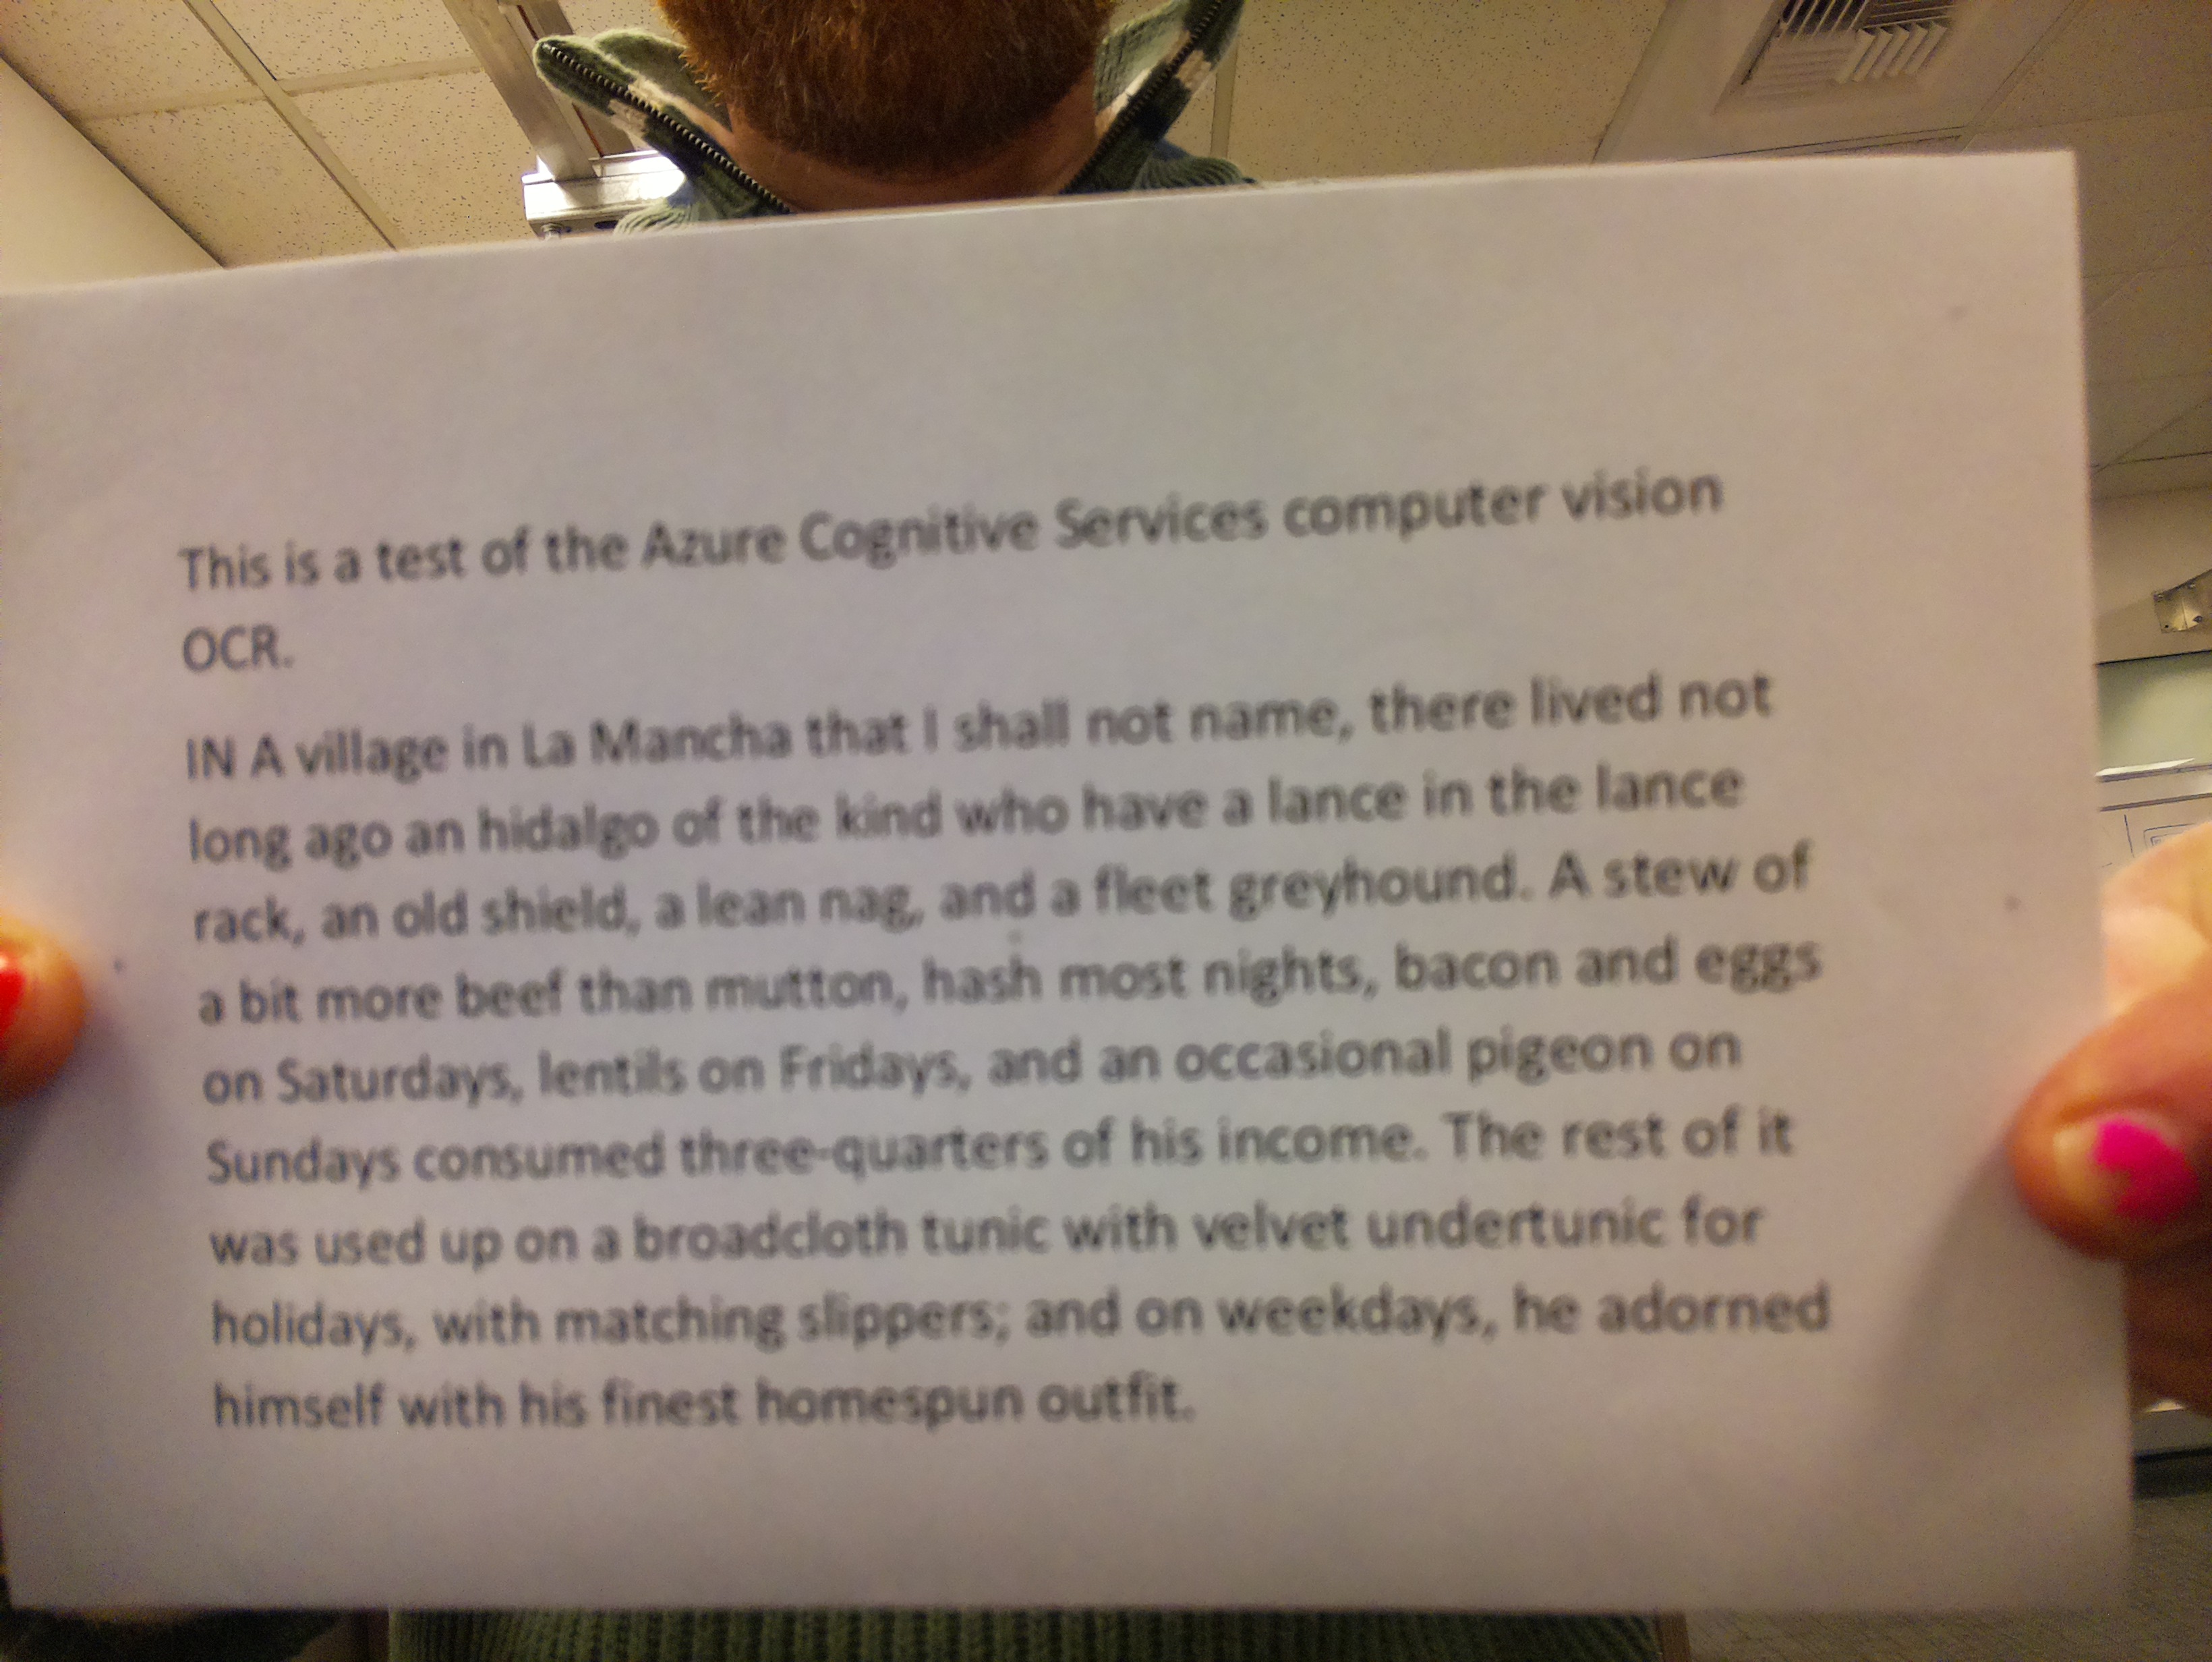 This is a test of the Azure Cognitive Services computer vision
OCR.
IN A village in La Mancha that I shall not name, there lived not
long ago an hidalgo of the kind who have a lance in the lance
rack, an old shield, a lean nag, and a fleet greyhound. A stew of
a bit more beef than mutton, hash most nights, bacon and eggs
on Saturdays, lentils on Fridays, and an occasional pigeon on
Sundays consumed three-quarters of his income. The rest of it
was used up on a broadcloth tunic with velvet undertunic for
holidays, with matching slippers; and on weekdays, he adorned
himself with his finest homespun outfit.